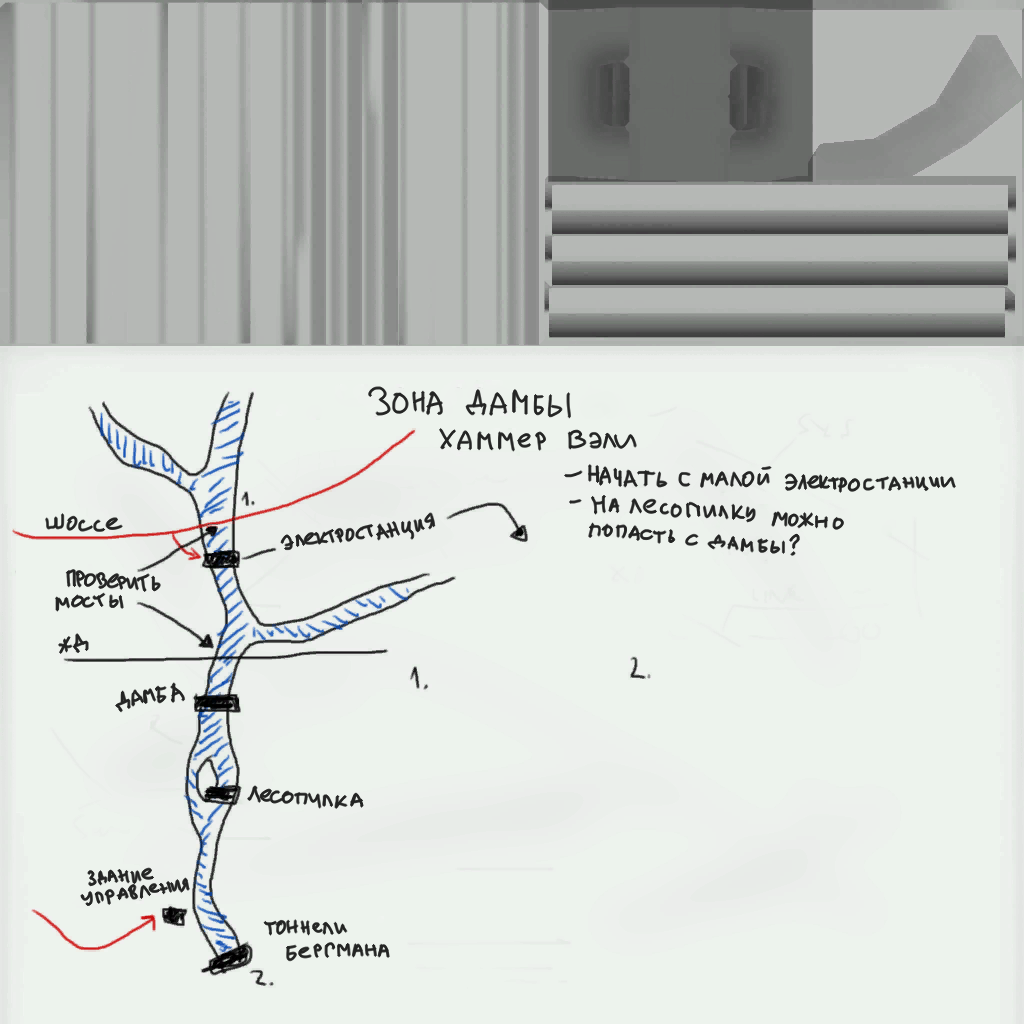 ЗОНА ДАМБЫ
ХАММЕР ВЭЛЛ
– НАЧАТЬ С МАЛОЙ ЭЛЕКТРОСТАНЦИИ
– НА ЛЕСОПИЛКУ МОЖНО
ПОПАСТЬ С ДАМБЫ?
1.
ШОССЕ
ЭЛЕКТРОСТАНЦИЯ
ПРОВЕРИТЬ
МОСТЫ
ЖД
1.
2.
ДАМБА
ЛЕСОПИЛКА
ЗДАНИЕ
УПРАВЛЕНИЯ
ТОННЕЛИ
БЕРГМАНА
2.